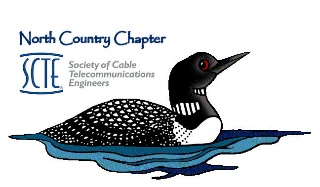 North Country Chapter
SCTE
Society of Cable
Telecommunications
Engineers